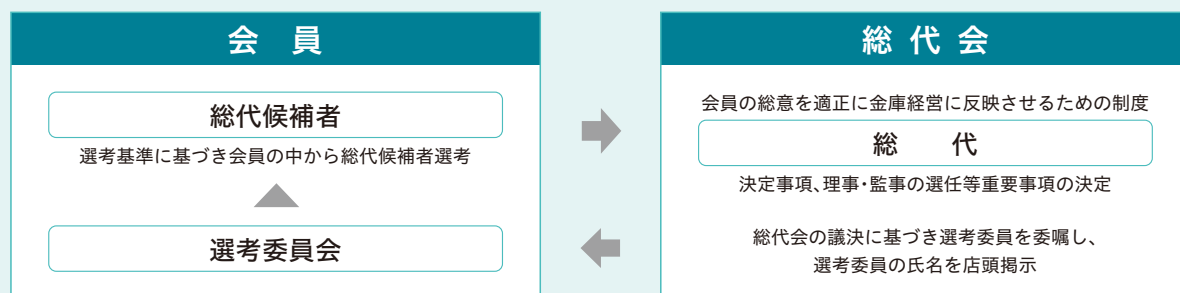 会員
総代候補者
選考基準に基づき会員の中から総代候補者選考
選考委員会
総代会
会員の総意を適正に金庫経営に反映させるための制度
総代
決定事項、理事・監事の選任等重要事項の決定
総代会の議決に基づき選考委員を委嘱し、
選考委員の氏名を店頭掲示